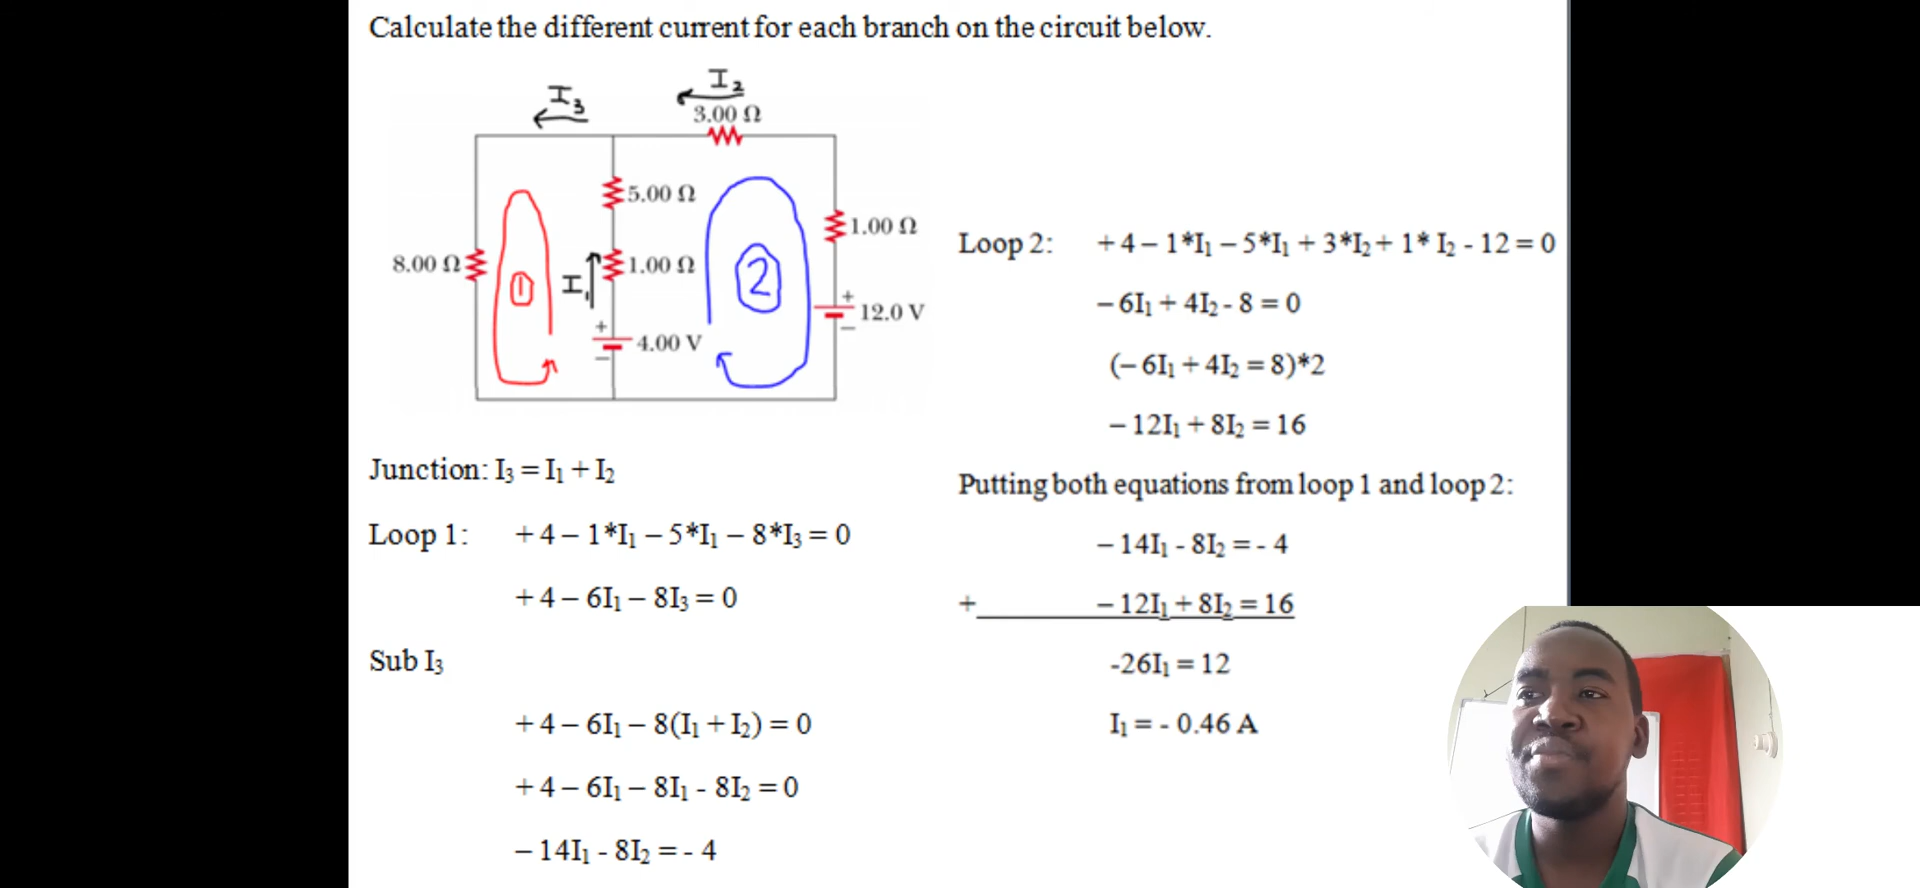 Calculate the different current for each branch on the circuit below.
I₃
I₂
3.00 Ω
5.00 Ω
1.00 Ω
8.00 Ω
1.00 Ω
I₁
1
2
+
12.0 V
−
+
4.00 V
−
Junction: I₃ = I₁ + I₂
Loop 1: + 4 – 1*I₁ – 5*I₁ – 8*I₃ = 0
+ 4 – 6I₁ – 8I₃ = 0
Sub I₃
+ 4 – 6I₁ – 8(I₁ + I₂) = 0
+ 4 – 6I₁ – 8I₁ - 8I₂ = 0
– 14I₁ - 8I₂ = - 4
Loop 2: + 4 – 1*I₁ – 5*I₁ + 3*I₂ + 1* I₂ - 12 = 0
– 6I₁ + 4I₂ - 8 = 0
(– 6I₁ + 4I₂ = 8)*2
– 12I₁ + 8I₂ = 16
Putting both equations from loop 1 and loop 2:
– 14I₁ - 8I₂ = - 4
+ – 12I₁ + 8I₂ = 16
-26I₁ = 12
I₁ = - 0.46 A